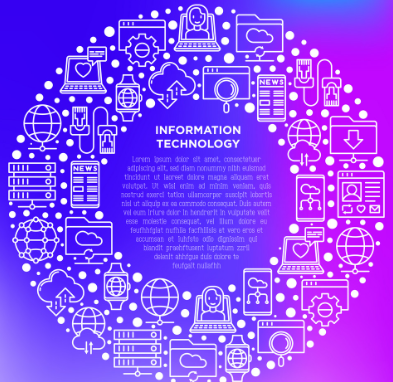 NEWS
INFORMATION
TECHNOLOGY
Lorem ipsum dolor sit amet, consectetuer
adipiscing elit, sed diam nonummy nibh euismod
tincidunt ut laoreet dolore magna aliquam erat
volutpat. Ut wisi enim ad minim veniam, quis
nostrud exerci tation ullamcorper suscipit lobortis
nisl ut aliquip ex ea commodo consequat. Duis autem
vel eum iriure dolor in hendrerit in vulputate velit
esse molestie consequat, vel illum dolore eu
feugiat nulla facilisis at vero eros et
accumsan et iusto odio dignissim qui
blandit praesent luptatum zzril
delenit augue duis dolore te
feugait nulla
NEWS